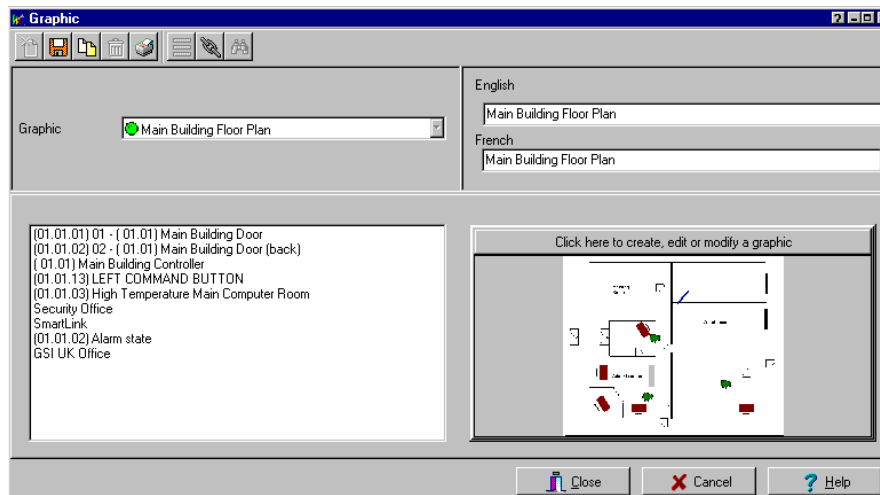 Graphic
Graphic
Main Building Floor Plan
English
Main Building Floor Plan
French
Main Building Floor Plan
(01.01.01) 01 - ( 01.01) Main Building Door
(01.01.02) 02 - ( 01.01) Main Building Door (back)
( 01.01) Main Building Controller
(01.01.13) LEFT COMMAND BUTTON
(01.01.03) High Temperature Main Computer Room
Security Office
SmartLink
(01.01.02) Alarm state
GSI UK Office
Click here to create, edit or modify a graphic
Close
Cancel
Help